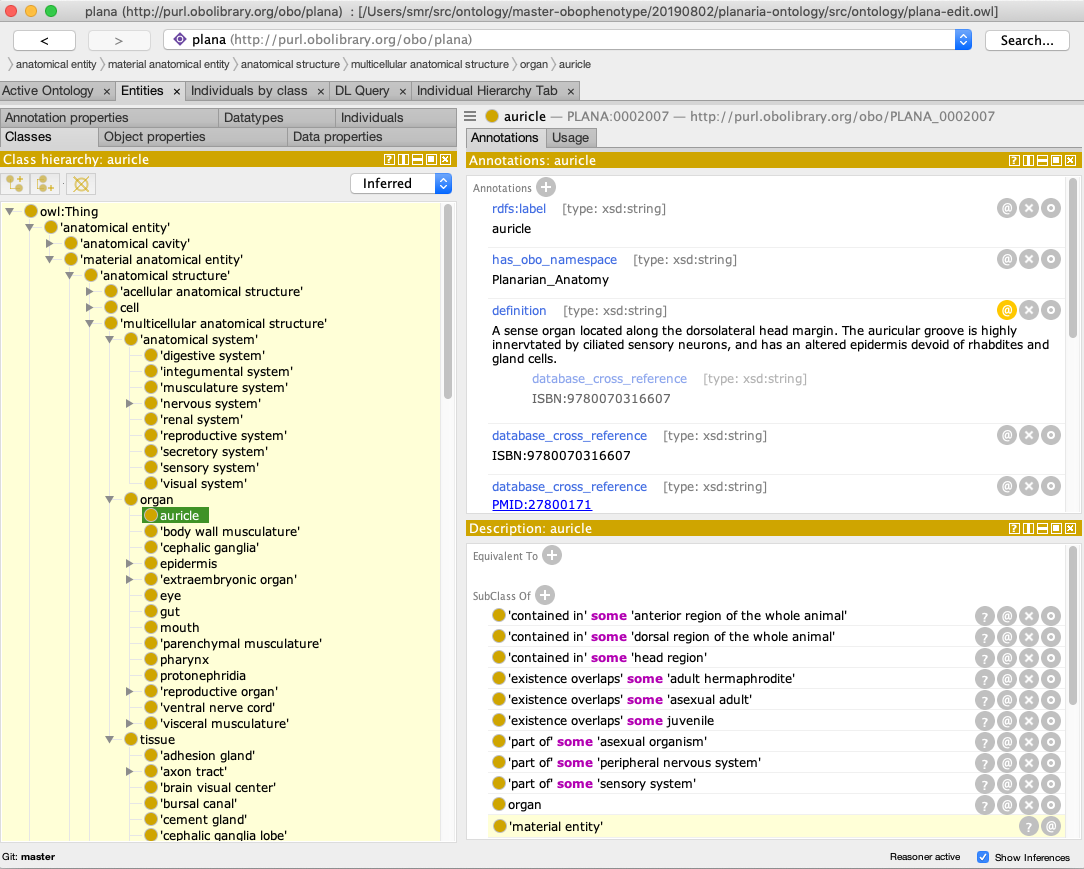 plana (http://purl.obolibrary.org/obo/plana) : [/Users/smr/src/ontology/master-obophenotype/20190802/planaria-ontology/src/ontology/plana-edit.owl]
< > plana (http://purl.obolibrary.org/obo/plana) Search...
〉anatomical entity 〉material anatomical entity 〉anatomical structure 〉multicellular anatomical structure 〉organ 〉auricle
Active Ontology × Entities × Individuals by class × DL Query × Individual Hierarchy Tab ×
Annotation properties Datatypes Individuals
Classes Object properties Data properties
Class hierarchy: auricle
Inferred
owl:Thing
'anatomical entity'
'anatomical cavity'
'material anatomical entity'
'anatomical structure'
'acellular anatomical structure'
cell
'multicellular anatomical structure'
'anatomical system'
'digestive system'
'integumental system'
'musculature system'
'nervous system'
'renal system'
'reproductive system'
'secretory system'
'sensory system'
'visual system'
organ
auricle
'body wall musculature'
'cephalic ganglia'
epidermis
'extraembryonic organ'
eye
gut
mouth
'parenchymal musculature'
pharynx
protonephridia
'reproductive organ'
'ventral nerve cord'
'visceral musculature'
tissue
'adhesion gland'
'axon tract'
'brain visual center'
'bursal canal'
'cement gland'
'cephalic ganglia lobe'
auricle — PLANA:0002007 — http://purl.obolibrary.org/obo/PLANA_0002007
Annotations Usage
Annotations: auricle
Annotations
rdfs:label [type: xsd:string]
auricle
has_obo_namespace [type: xsd:string]
Planarian_Anatomy
definition [type: xsd:string]
A sense organ located along the dorsolateral head margin. The auricular groove is highly
innervtated by ciliated sensory neurons, and has an altered epidermis devoid of rhabdites and
gland cells.
database_cross_reference [type: xsd:string]
ISBN:9780070316607
database_cross_reference [type: xsd:string]
ISBN:9780070316607
database_cross_reference [type: xsd:string]
PMID:27800171
Description: auricle
Equivalent To
SubClass Of
'contained in' some 'anterior region of the whole animal'
'contained in' some 'dorsal region of the whole animal'
'contained in' some 'head region'
'existence overlaps' some 'adult hermaphrodite'
'existence overlaps' some 'asexual adult'
'existence overlaps' some juvenile
'part of' some 'asexual organism'
'part of' some 'peripheral nervous system'
'part of' some 'sensory system'
organ
'material entity'
Git: master Reasoner active Show Inferences